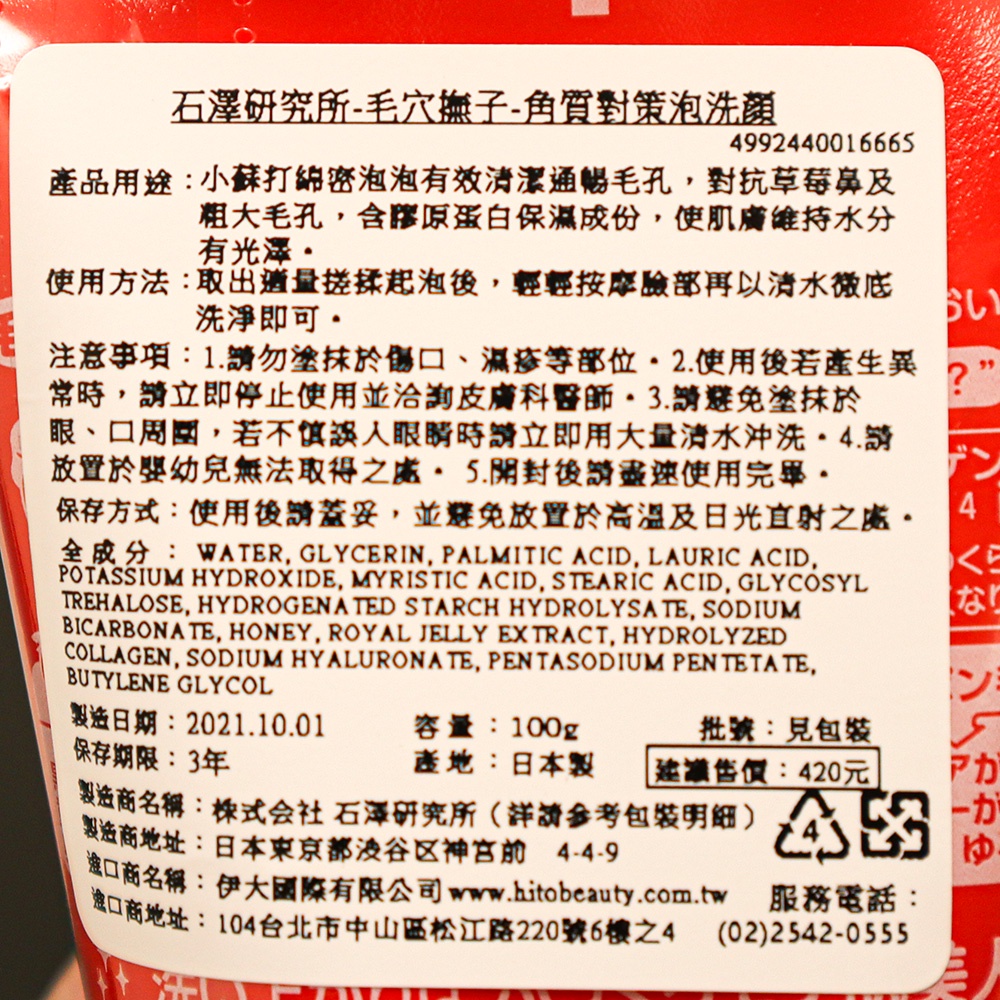 石澤研究所-毛穴撫子-角質對策泡洗顏
4992440016665
產品用途：小蘇打綿密泡泡有效清潔通暢毛孔，對抗草莓鼻及
粗大毛孔，含膠原蛋白保濕成份，使肌膚維持水分
有光澤。
使用方法：取出適量搓揉起泡後，輕輕按摩臉部再以清水徹底
洗淨即可。
注意事項：1.請勿塗抹於傷口、濕疹等部位。2.使用後若產生異
常時，請立即停止使用並洽詢皮膚科醫師。3.請避免塗抹於
眼、口周圍，若不慎誤入眼睛時請立即用大量清水沖洗。4.請
放置於嬰幼兒無法取得之處。 5.開封後請盡速使用完畢。
保存方式：使用後請蓋妥，並避免放置於高溫及日光直射之處。
全成分： WATER, GLYCERIN, PALMITIC ACID, LAURIC ACID,
POTASSIUM HYDROXIDE, MYRISTIC ACID, STEARIC ACID, GLYCOSYL
TREHALOSE, HYDROGENATED STARCH HYDROLYSATE, SODIUM
BICARBONATE, HONEY, ROYAL JELLY EXTRACT, HYDROLYZED
COLLAGEN, SODIUM HYALURONATE, PENTASODIUM PENTETATE,
BUTYLENE GLYCOL
製造日期：2021.10.01 容量：100g 批號：見包裝
保存期限：3年 產地：日本製 建議售價：420元
製造商名稱：株式会社 石澤研究所（詳請參考包裝明細）
製造商地址：日本東京都渋谷区神宮前 4-4-9
進口商名稱：伊大國際有限公司 www.hitobeauty.com.tw 服務電話：
進口商地址：104台北市中山區松江路220號6樓之4 (02)2542-0555
4